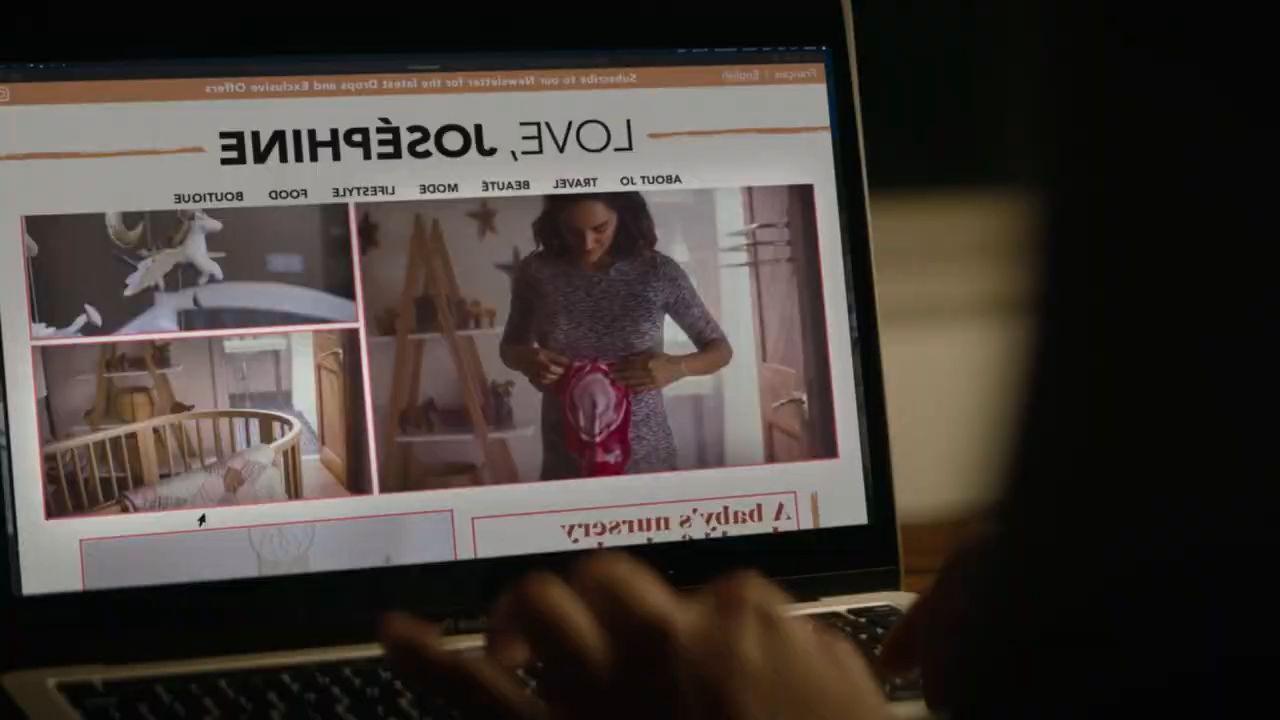 Français | English
Subscribe to our Newsletter for the latest Drops and Exclusive Offers
LOVE, JOSÉPHINE
ABOUT JO TRAVEL BEAUTÉ MODE LIFESTYLE FOOD BOUTIQUE
A baby's nursery